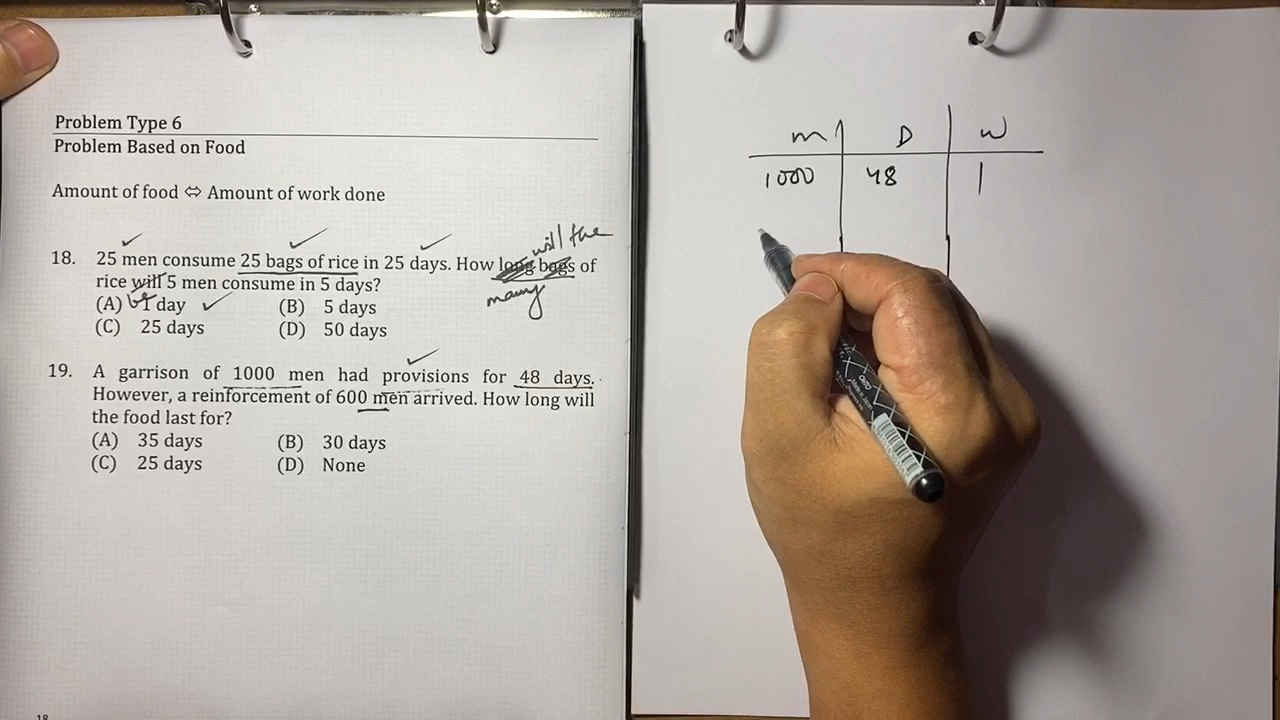 Problem Type 6
Problem Based on Food
Amount of food ⇔ Amount of work done
will the
18. 25 men consume 25 bags of rice in 25 days. How long bags of
many
rice will 5 men consume in 5 days?
be
(A) 1 day (B) 5 days
(C) 25 days (D) 50 days
19. A garrison of 1000 men had provisions for 48 days.
However, a reinforcement of 600 men arrived. How long will
the food last for?
(A) 35 days (B) 30 days
(C) 25 days (D) None
18
m D W
1000 48 1